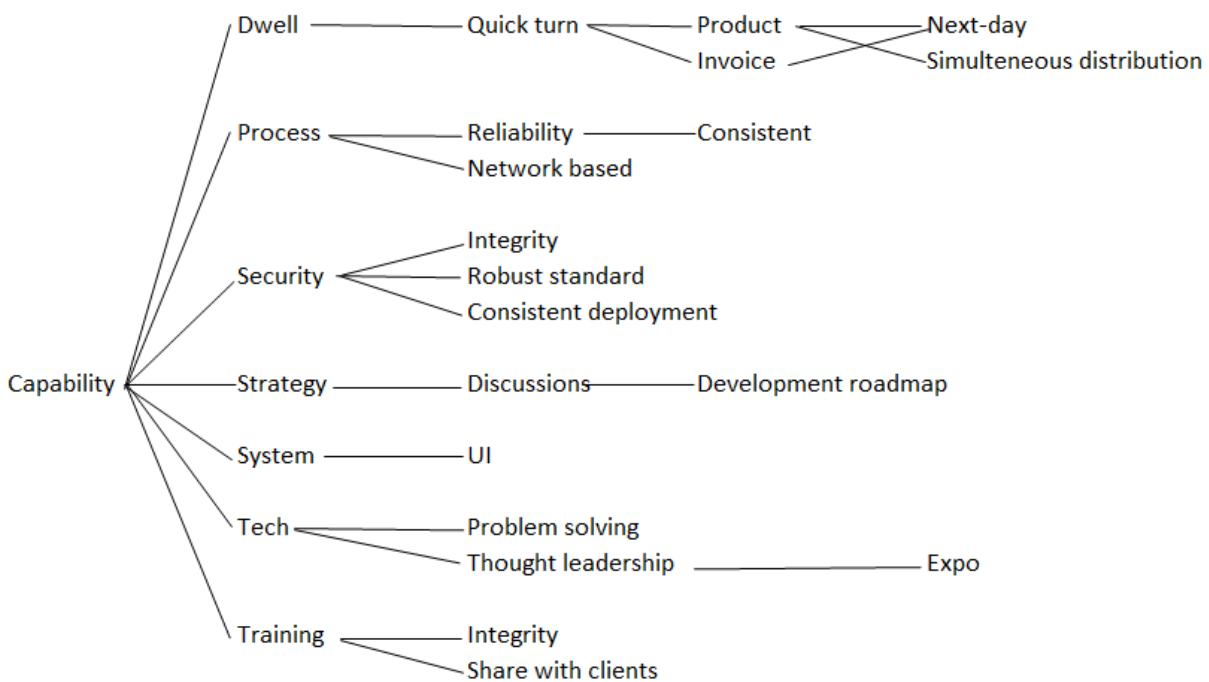 Dwell Quick turn Product Next-day
Invoice Simulteneous distribution
Process Reliability Consistent
Network based
Integrity
Security Robust standard
Consistent deployment
Capability Strategy Discussions Development roadmap
System UI
Tech Problem solving
Thought leadership Expo
Training Integrity
Share with clients